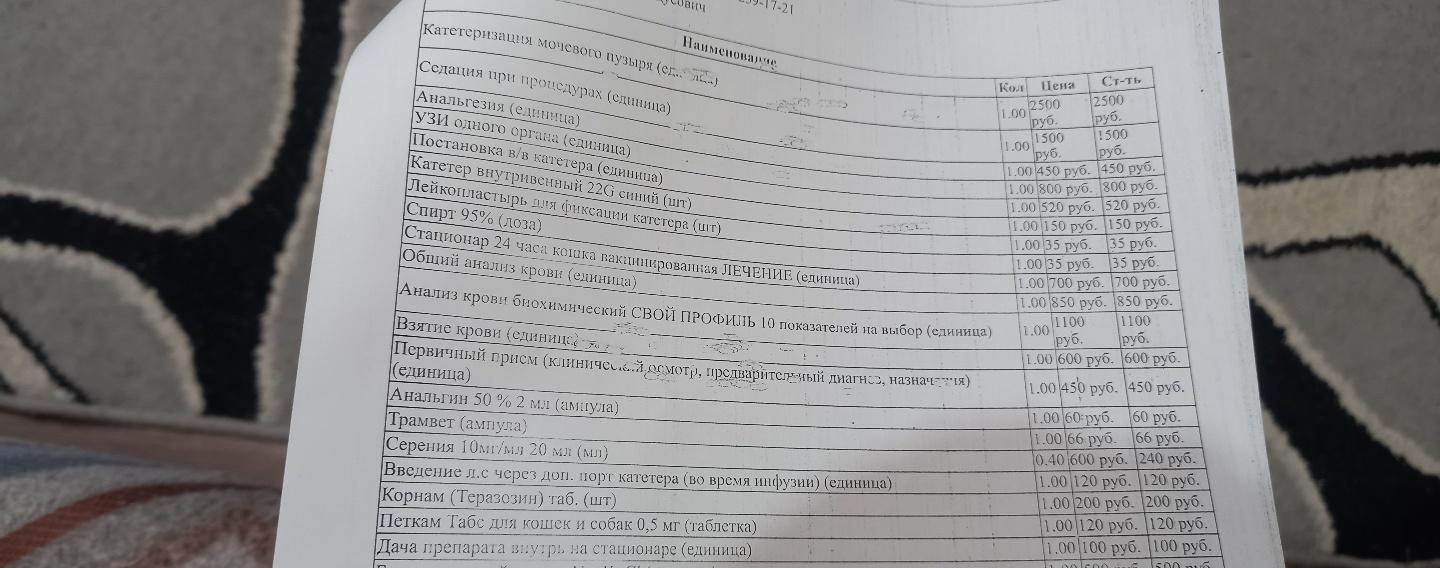 -17-21
Наименование Кол Цена Ст-ть
Катетеризация мочевого пузыря 1.00 2500 руб. 2500 руб.
Седация при процедурах (единица) 1.00 1500 руб. 1500 руб.
Анальгезия (единица) 1.00 450 руб. 450 руб.
УЗИ одного органа (единица) 1.00 800 руб. 800 руб.
Постановка в/в катетера (единица) 1.00 520 руб. 520 руб.
Катетер внутривенный 22G синий (шт) 1.00 150 руб. 150 руб.
Лейкопластырь для фиксации катетера (шт) 1.00 35 руб. 35 руб.
Спирт 95% (доза) 1.00 35 руб. 35 руб.
Стационар 24 часа кошка вакцинированная ЛЕЧЕНИЕ (единица) 1.00 700 руб. 700 руб.
Общий анализ крови (единица) 1.00 850 руб. 850 руб.
Анализ крови биохимический СВОЙ ПРОФИЛЬ 10 показателей на выбор (единица) 1.00 1100 руб. 1100 руб.
Взятие крови (единица) 1.00 600 руб. 600 руб.
Первичный прием (клинический осмотр, предварительный диагноз, назначения)
(единица) 1.00 450 руб. 450 руб.
Анальгин 50 % 2 мл (ампула) 1.00 60 руб. 60 руб.
Трамвет (ампула) 1.00 66 руб. 66 руб.
Серения 10мг/мл 20 мл (мл) 0.40 600 руб. 240 руб.
Введение л.с через доп. порт катетера (во время инфузии) (единица) 1.00 120 руб. 120 руб.
Корнам (Теразозин) таб. (шт) 1.00 200 руб. 200 руб.
Петкам Табс для кошек и собак 0,5 мг (таблетка) 1.00 120 руб. 120 руб.
Дача препарата внутрь на стационаре (единица) 1.00 100 руб. 100 руб.